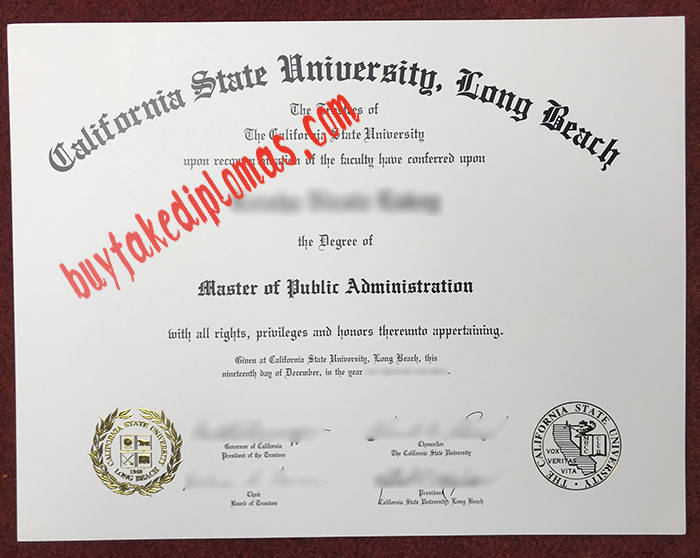 California State University, Long Beach
The Trustees of
The California State University
upon recommendation of the faculty have conferred upon
the Degree of
Master of Public Administration
with all rights, privileges and honors thereunto appertaining.
Given at California State University, Long Beach, this
nineteenth day of December, in the year
Governor of California
President of the Trustees
Chancellor
The California State University
Chair
Board of Trustees
President
California State University, Long Beach
CALIFORNIA STATE UNIVERSITY
1949
LONG BEACH
THE CALIFORNIA STATE UNIVERSITY
VOX
VERITAS
VITA
buyfakediplomas.com